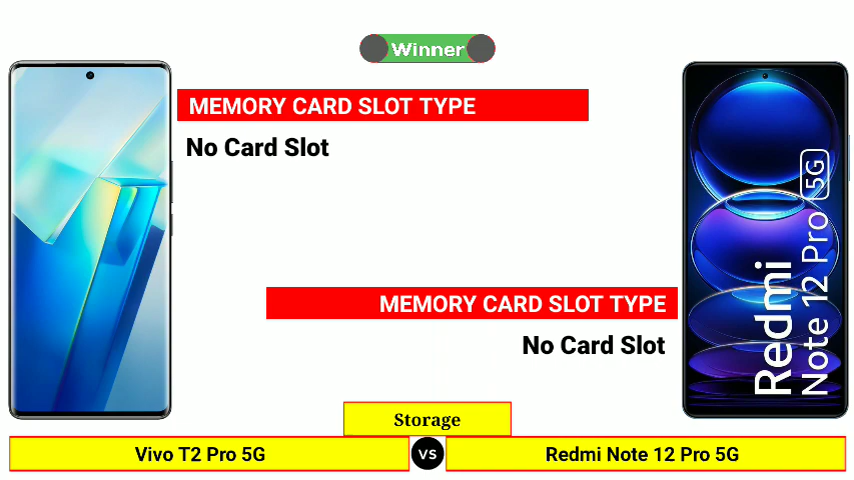 Winner
MEMORY CARD SLOT TYPE
No Card Slot
MEMORY CARD SLOT TYPE
No Card Slot
Redmi
Note 12 Pro 5G
Storage
Vivo T2 Pro 5G
VS
Redmi Note 12 Pro 5G